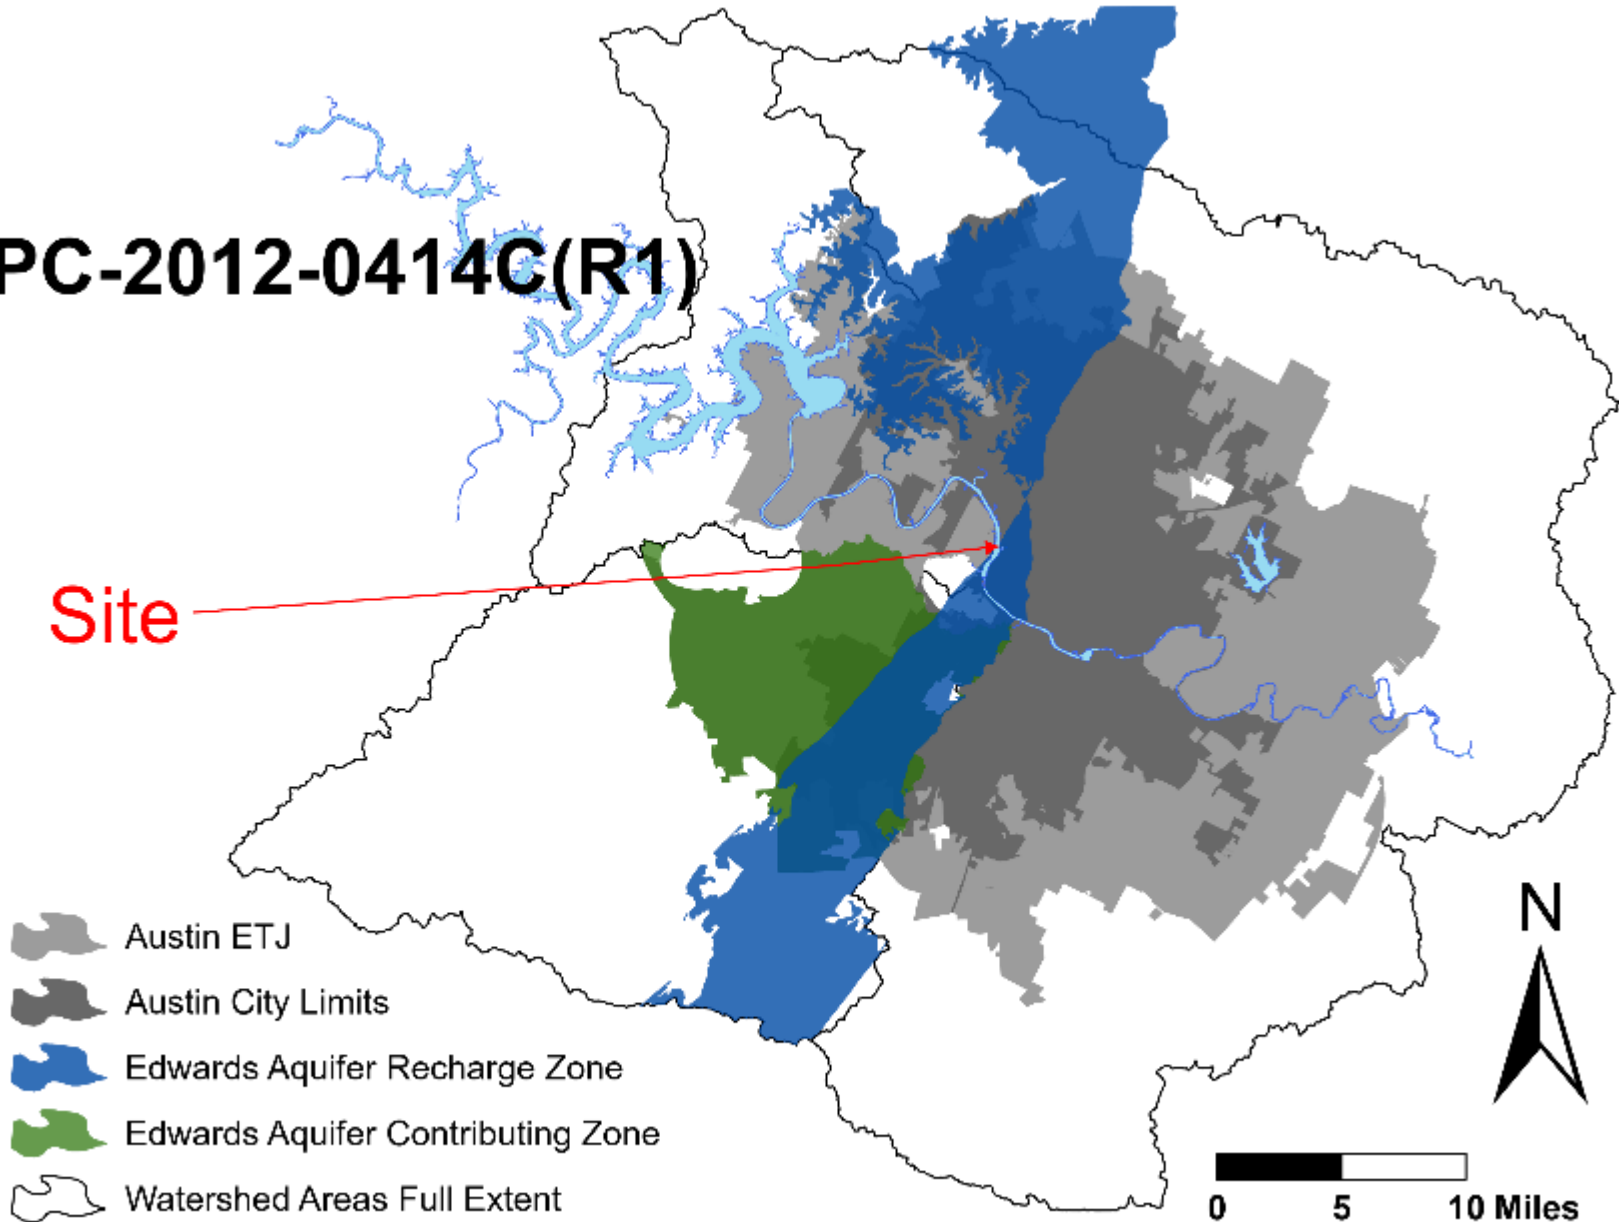 PC-2012-0414C(R1)
Site
Austin ETJ
Austin City Limits
Edwards Aquifer Recharge Zone
Edwards Aquifer Contributing Zone
Watershed Areas Full Extent
N
0 5 10 Miles